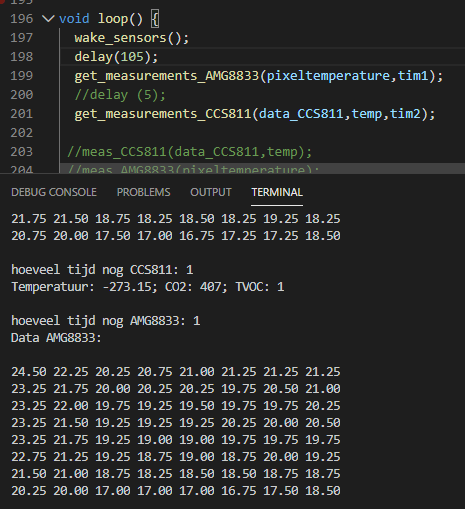 195
196 void loop() {
197 wake_sensors();
198 delay(105);
199 get_measurements_AMG8833(pixeltemperature,tim1);
200 //delay (5);
201 get_measurements_CCS811(data_CCS811,temp,tim2);
202
203 //meas_CCS811(data_CCS811,temp);
204 //meas_AMG8833(pixeltemperature);
DEBUG CONSOLE PROBLEMS OUTPUT TERMINAL
21.75 21.50 18.75 18.25 18.50 18.25 19.25 18.25
20.75 20.00 17.50 17.00 16.75 17.25 17.25 18.50
hoeveel tijd nog CCS811: 1
Temperatuur: -273.15; CO2: 407; TVOC: 1
hoeveel tijd nog AMG8833: 1
Data AMG8833:
24.50 22.25 20.25 20.75 21.00 21.25 21.25 21.25
23.25 21.75 20.00 20.25 20.25 19.75 20.50 21.00
23.25 22.00 19.75 19.25 19.50 19.75 19.75 20.25
23.25 21.50 19.25 19.25 19.25 20.25 20.00 20.50
23.25 21.75 19.25 19.00 19.00 19.75 19.75 19.75
22.75 21.25 19.25 18.75 19.00 18.75 20.00 19.25
21.50 21.00 18.75 18.25 18.50 18.50 18.75 18.75
20.25 20.00 17.00 17.00 17.00 16.75 17.50 18.50